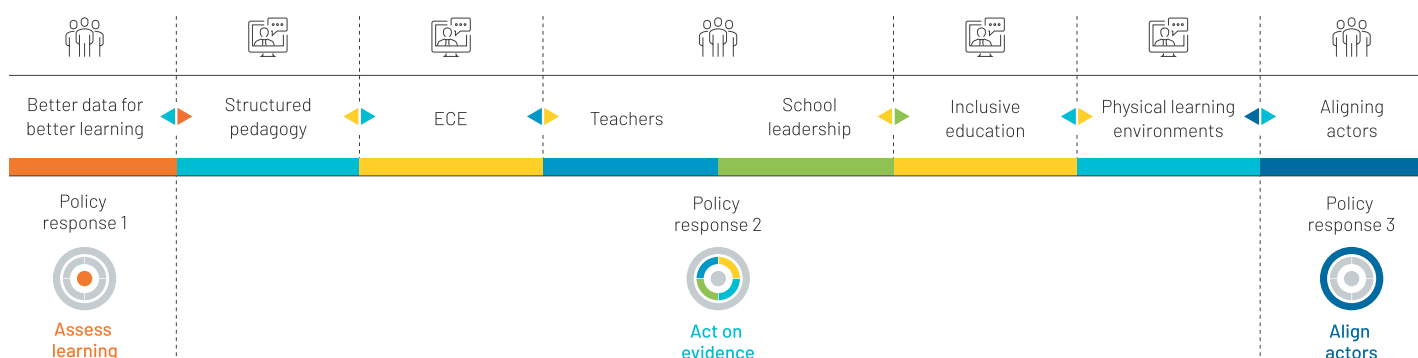 Better data for
better learning
Structured
pedagogy
ECE
Teachers
School
leadership
Inclusive
education
Physical learning
environments
Aligning
actors
Policy
response 1
Policy
response 2
Policy
response 3
Assess
learning
Act on
evidence
Align
actors